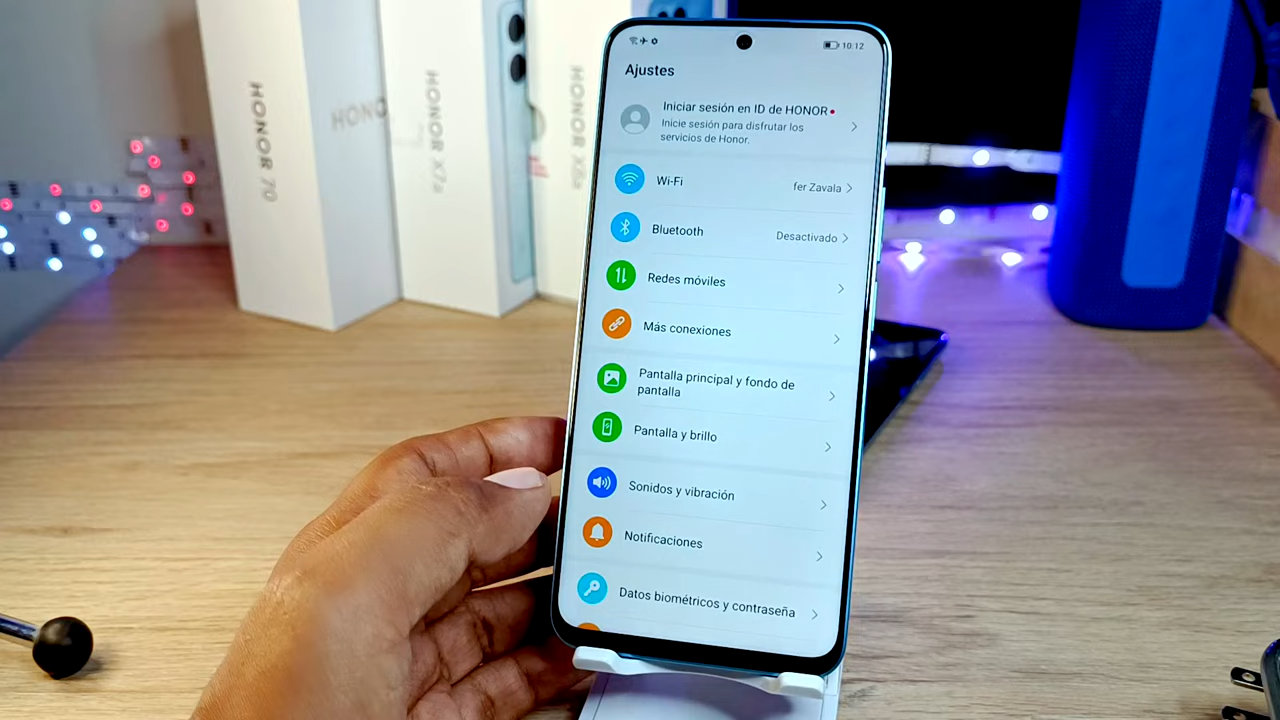 HONOR 70
HONOR
HONOR X7a
HONOR X8a
10:12
Ajustes
Iniciar sesión en ID de HONOR
Inicie sesión para disfrutar los
servicios de Honor.
Wi-Fi
fer Zavala
Bluetooth
Desactivado
Redes móviles
Más conexiones
Pantalla principal y fondo de
pantalla
Pantalla y brillo
Sonidos y vibración
Notificaciones
Datos biométricos y contraseña